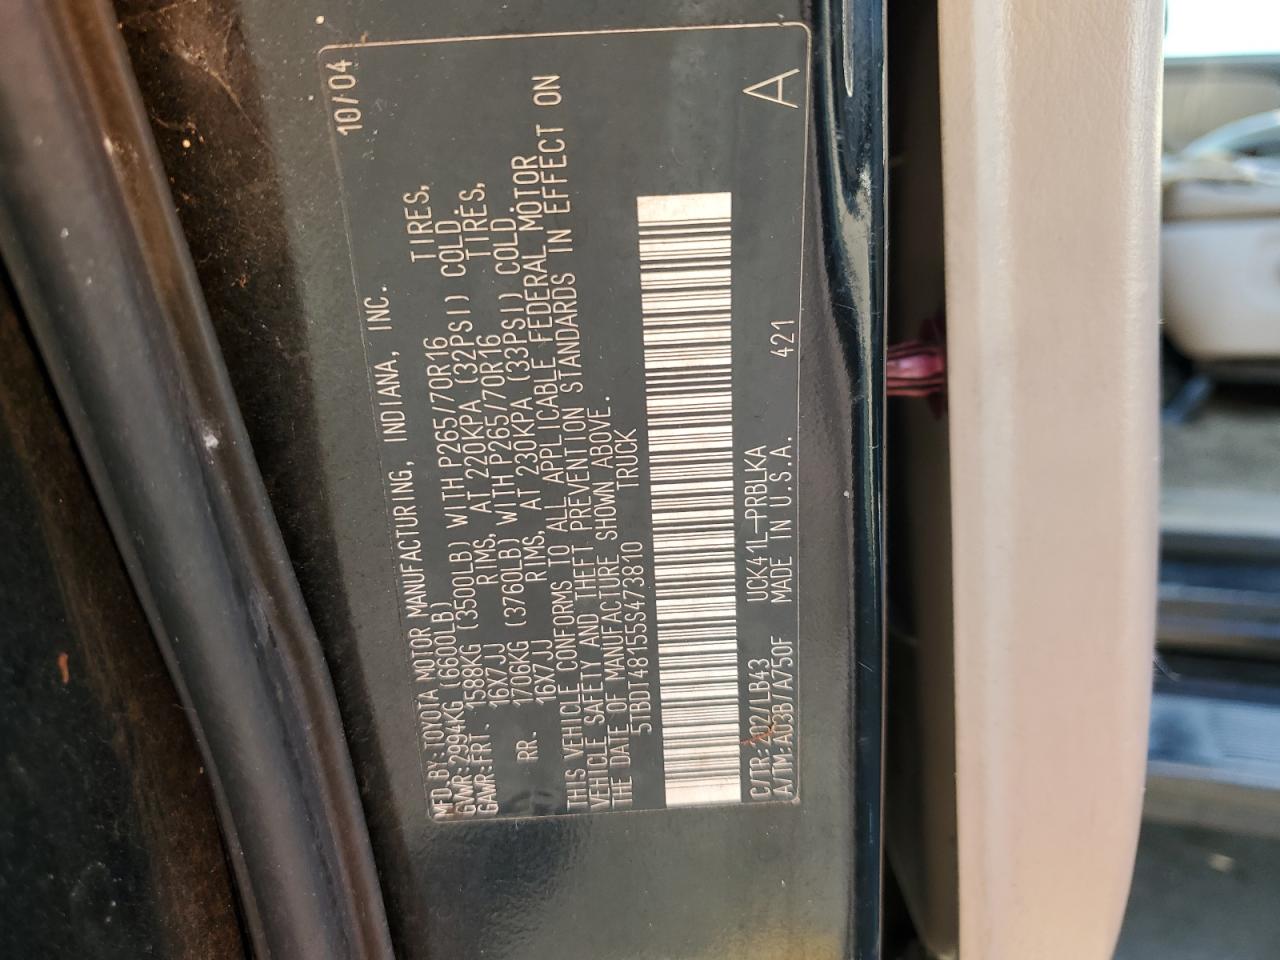 10/04
MFD.BY:TOYOTA MOTOR MANUFACTURING, INDIANA, INC.
GVWR:2994KG (6600LB)
GAWR:FRT. 1588KG (3500LB) WITH P265/70R16 TIRES,
16X7JJ RIMS, AT 220KPA (32PSI) COLD.
RR. 1706KG (3760LB) WITH P265/70R16 TIRES,
16X7JJ RIMS, AT 230KPA (33PSI) COLD.
THIS VEHICLE CONFORMS TO ALL APPLICABLE FEDERAL MOTOR
VEHICLE SAFETY AND THEFT PREVENTION STANDARDS IN EFFECT ON
THE DATE OF MANUFACTURE SHOWN ABOVE.
5TBDT48155S473810 TRUCK
C/TR:202/LB43 UCK41L-PRBLKA
A/TM:A03B/A750F MADE IN U.S.A. 421 A